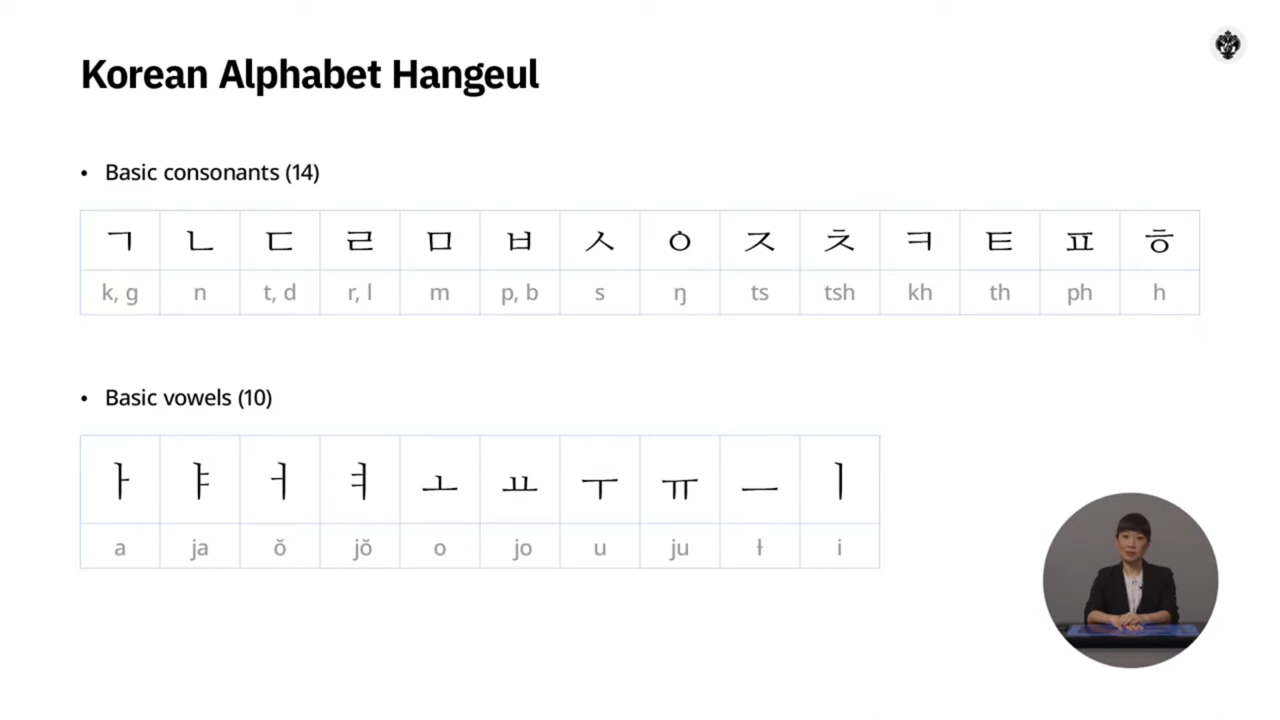 Korean Alphabet Hangeul
• Basic consonants (14)
ㄱ ㄴ ㄷ ㄹ ㅁ ㅂ ㅅ ㅇ ㅈ ㅊ ㅋ ㅌ ㅍ ㅎ
k, g n t, d r, l m p, b s ŋ ts tsh kh th ph h
• Basic vowels (10)
ㅏ ㅑ ㅓ ㅕ ㅗ ㅛ ㅜ ㅠ ㅡ ㅣ
a ja ŏ jŏ o jo u ju ƚ i